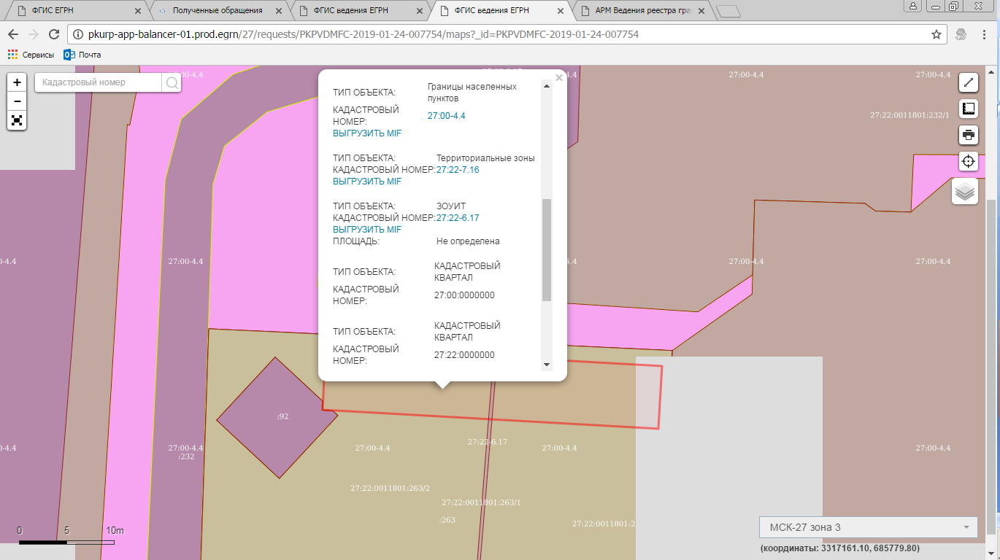 ФГИС ЕГРН
Полученные обращения
ФГИС ведения ЕГРН
ФГИС ведения ЕГРН
АРМ Ведения реестра гра
pkurp-app-balancer-01.prod.egrn/27/requests/PKPVDMFC-2019-01-24-007754/maps?_id=PKPVDMFC-2019-01-24-007754
Сервисы
Почта
+
−
Кадастровый номер
0-4.4
27:00-4.4
27:00-4.4
27:22:0011801:232/1
ТИП ОБЪЕКТА:
Границы населенных
пунктов
КАДАСТРОВЫЙ
НОМЕР:
27:00-4.4
ВЫГРУЗИТЬ MIF
ТИП ОБЪЕКТА:
Территориальные зоны
КАДАСТРОВЫЙ НОМЕР:
27:22-7.16
ВЫГРУЗИТЬ MIF
ТИП ОБЪЕКТА:
ЗОУИТ
КАДАСТРОВЫЙ НОМЕР:
27:22-6.17
ВЫГРУЗИТЬ MIF
ПЛОЩАДЬ:
Не определена
ТИП ОБЪЕКТА:
КАДАСТРОВЫЙ
КВАРТАЛ
КАДАСТРОВЫЙ
НОМЕР:
27:00:0000000
ТИП ОБЪЕКТА:
КАДАСТРОВЫЙ
КВАРТАЛ
КАДАСТРОВЫЙ
НОМЕР:
27:22:0000000
0-4.4
27:00-4.4
4.4
27:00-4.4
27:00-4.4
:92
27:22-6.17
0-4.4
27:00-4.4
:232
27:00-4.4
27:00-4.4
27:00-4.4
27:22:0011801:263/2
27:22:0011801:263/1
:263
27:22:0011801:2
0
5
10m
МСК-27 зона 3
(координаты: 3317161.10, 685779.80)